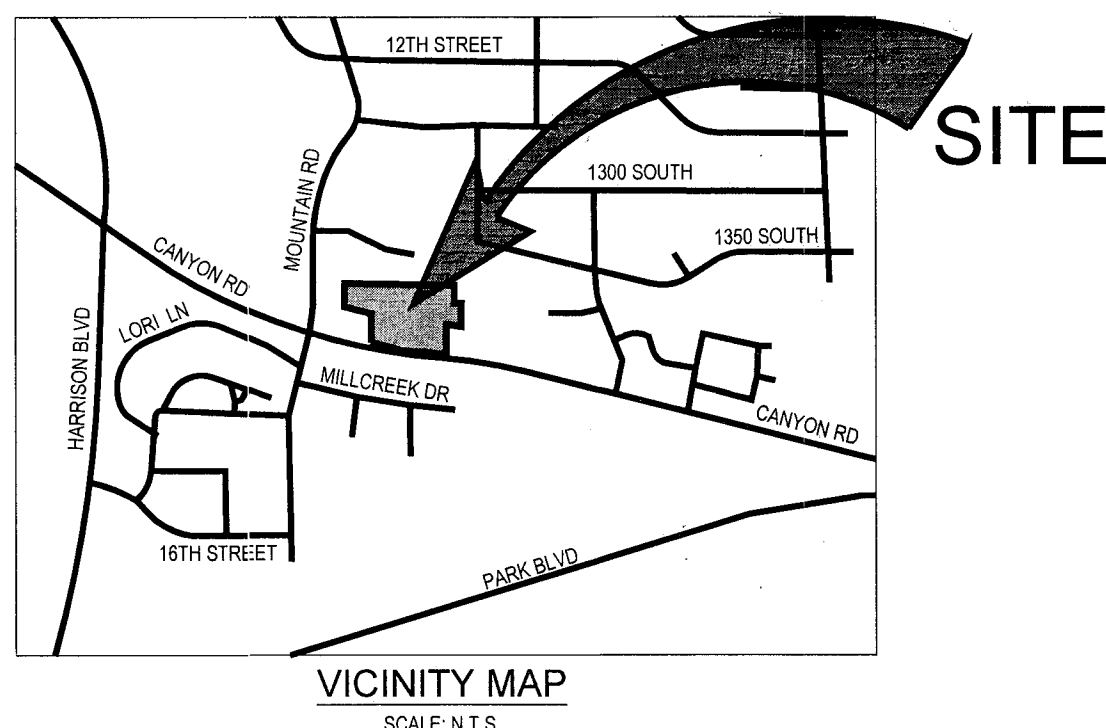 12TH STREET
SITE
1300 SOUTH
MOUNTAIN RD
1350 SOUTH
CANYON RD
LORI LN
HARRISON BLVD
MILLCREEK DR
CANYON RD
16TH STREET
PARK BLVD
VICINITY MAP
SCALE: N.T.S.